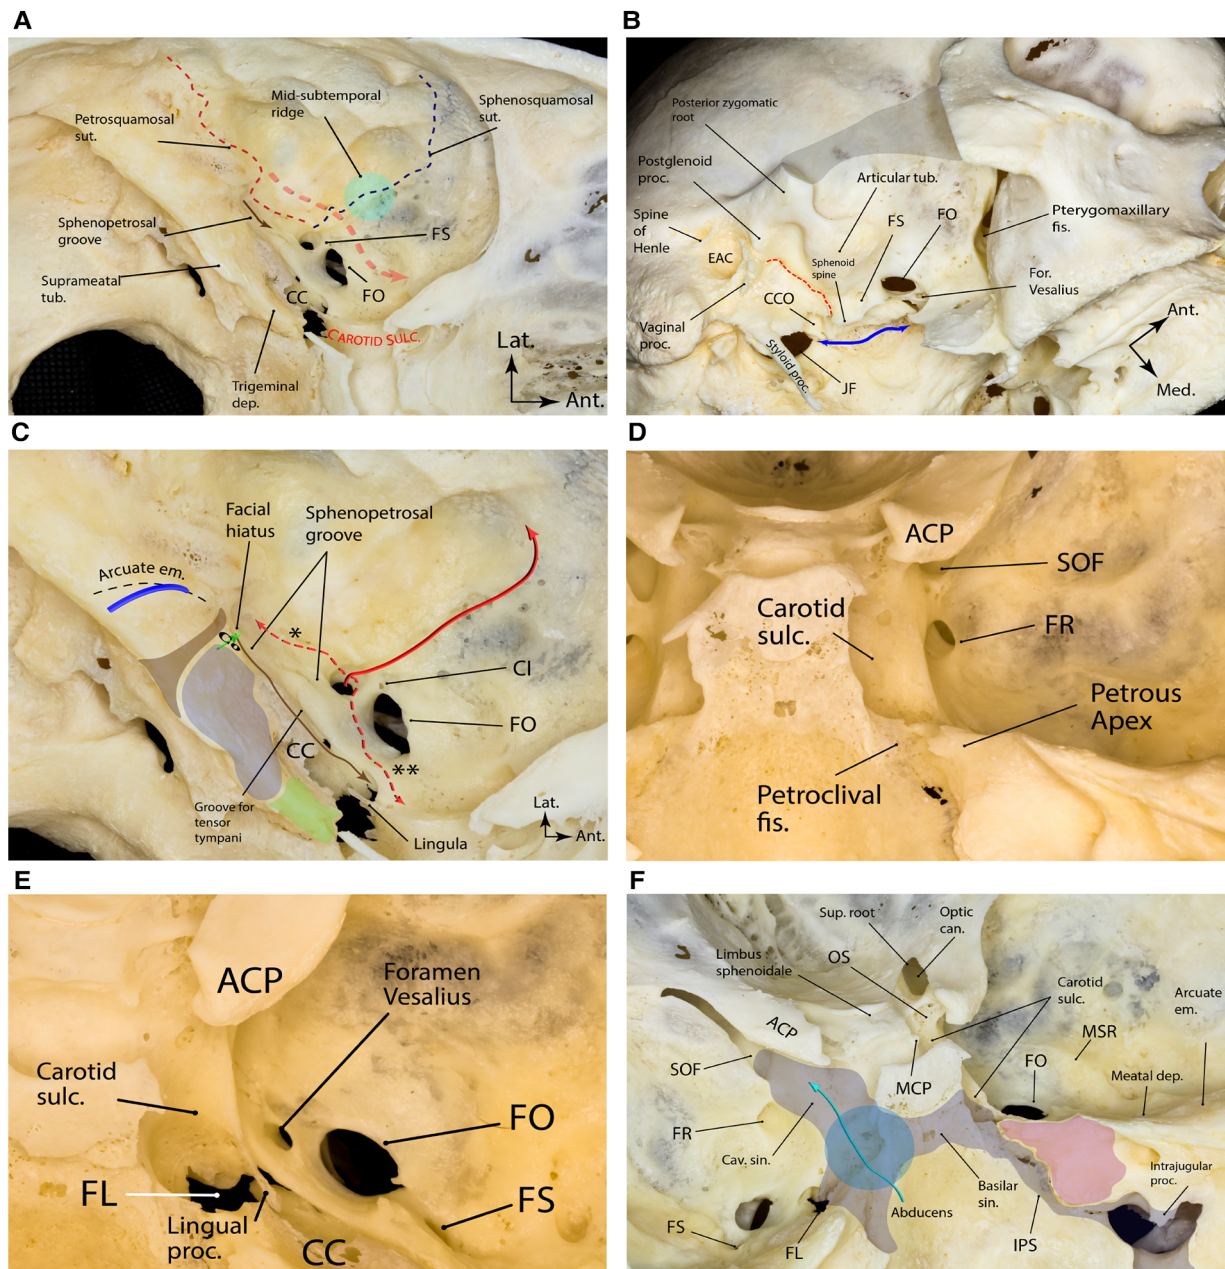 A
Petrosquamosal
sut.
Mid-subtemporal
ridge
Sphenosquamosal
sut.
Sphenopetrosal
groove
FS
Suprameatal
tub.
CC
FO
CAROTID SULC.
Trigeminal
dep.
Lat.
Ant.
B
Posterior zygomatic
root
Postglenoid
proc.
Articular tub.
Spine
of
Henle
FS
FO
Pterygomaxillary
fis.
EAC
Sphenoid
spine
For.
Vesalius
CCO
Vaginal
proc.
Styloid proc.
JF
Ant.
Med.
C
Facial
hiatus
Sphenopetrosal
groove
Arcuate em.
*
CI
FO
CC
**
Groove for
tensor
tympani
Lingula
Lat.
Ant.
D
ACP
SOF
Carotid
sulc.
FR
Petrous
Apex
Petroclival
fis.
E
ACP
Foramen
Vesalius
Carotid
sulc.
FO
FL
Lingual
proc.
FS
CC
F
Sup. root
Optic
can.
Limbus
sphenoidale
OS
Carotid
sulc.
Arcuate
em.
ACP
MSR
SOF
MCP
FO
Meatal dep.
FR
Cav. sin.
Basilar
sin.
Intrajugular
proc.
Abducens
FS
FL
IPS